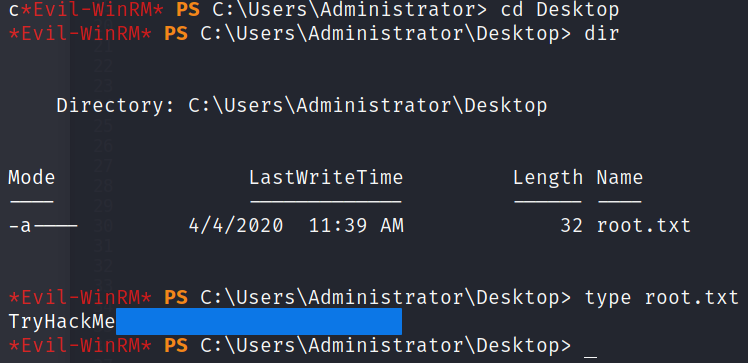 c*Evil-WinRM* PS C:\Users\Administrator> cd Desktop
*Evil-WinRM* PS C:\Users\Administrator\Desktop> dir
Directory: C:\Users\Administrator\Desktop
Mode LastWriteTime Length Name
---- ------------- ------ ----
-a---- 4/4/2020 11:39 AM 32 root.txt
*Evil-WinRM* PS C:\Users\Administrator\Desktop> type root.txt
TryHackMe
*Evil-WinRM* PS C:\Users\Administrator\Desktop> _